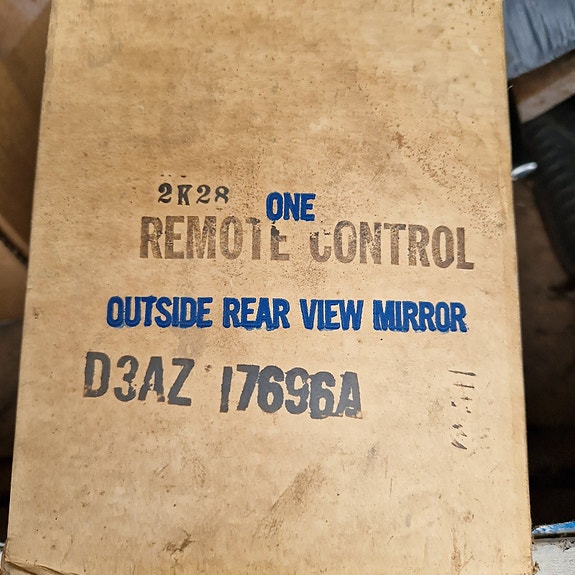 2K28
ONE
REMOTE CONTROL
OUTSIDE REAR VIEW MIRROR
D3AZ 17696A